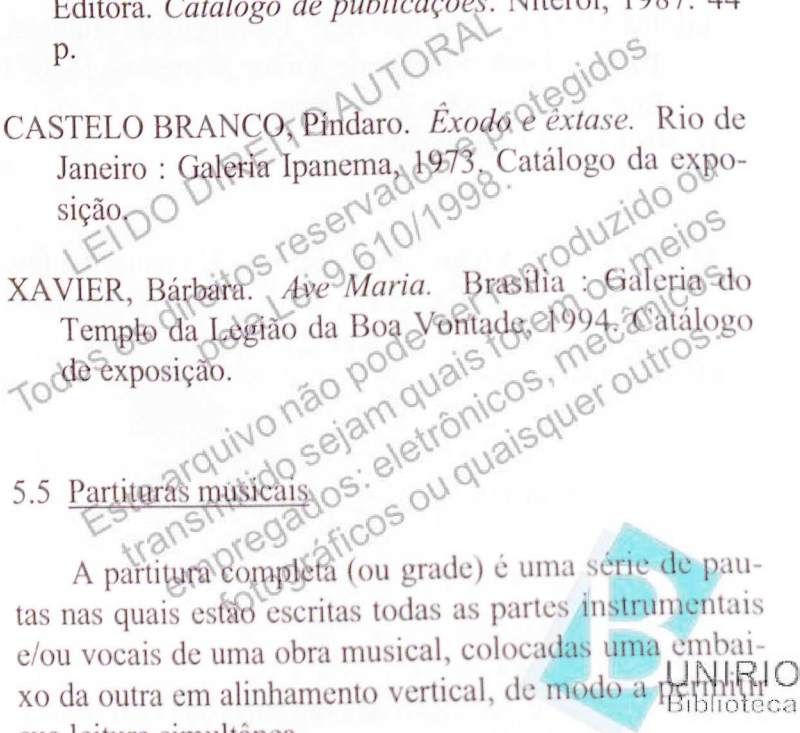 Editora. Catálogo de publicações. Niterói, 1987. 44
p.
CASTELO BRANCO, Píndaro. Êxodo e êxtase. Rio de
Janeiro : Galeria Ipanema, 1973. Catálogo da expo-
sição.
XAVIER, Bárbara. Ave Maria. Brasília : Galeria do
Templo da Legião da Boa Vontade, 1994. Catálogo
de exposição.
5.5 Partituras musicais
A partitura completa (ou grade) é uma série de pau-
tas nas quais estão escritas todas as partes instrumentais
e/ou vocais de uma obra musical, colocadas uma embai-
xo da outra em alinhamento vertical, de modo a permitir
sua leitura simultânea
LEI DO DIREITO AUTORAL
Todos os direitos reservados e protegidos
pela Lei 9.610/1998.
Este arquivo não pode ser reproduzido ou
transmitido sejam quais forem os meios
empregados: eletrônicos, mecânicos,
fotográficos ou quaisquer outros.
B
UNIRIO
Biblioteca